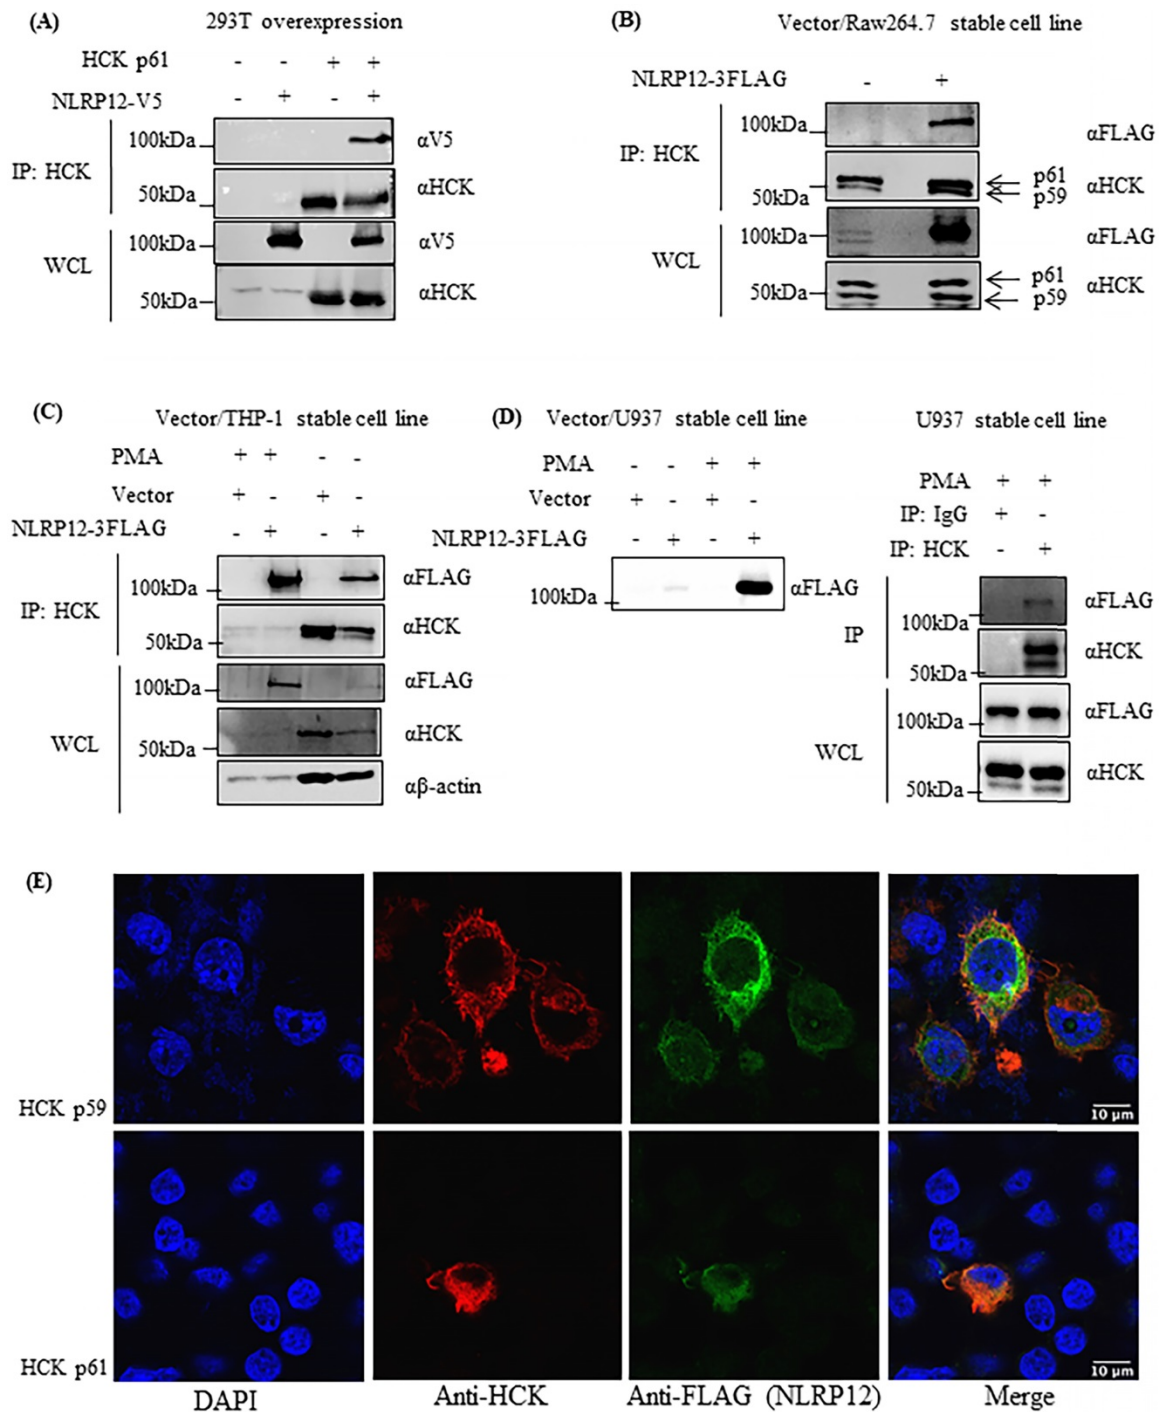 (A)
293T overexpression
HCK p61 - - + +
NLRP12-V5 - + - +
IP: HCK
100kDa
αV5
50kDa
αHCK
WCL
100kDa
αV5
50kDa
αHCK
(B)
Vector/Raw264.7 stable cell line
NLRP12-3FLAG - +
IP: HCK
100kDa
αFLAG
50kDa
p61
p59
αHCK
WCL
100kDa
αFLAG
50kDa
p61
p59
αHCK
(C)
Vector/THP-1 stable cell line
PMA + + - -
Vector + - + -
NLRP12-3FLAG - + - +
IP: HCK
100kDa
αFLAG
50kDa
αHCK
WCL
100kDa
αFLAG
50kDa
αHCK
αβ-actin
(D)
Vector/U937 stable cell line
PMA - - + +
Vector + - + -
NLRP12-3FLAG - + - +
100kDa
αFLAG
U937 stable cell line
PMA + +
IP: IgG + -
IP: HCK - +
IP
100kDa
αFLAG
50kDa
αHCK
WCL
100kDa
αFLAG
50kDa
αHCK
(E)
HCK p59
10 µm
HCK p61
10 µm
DAPI
Anti-HCK
Anti-FLAG (NLRP12)
Merge